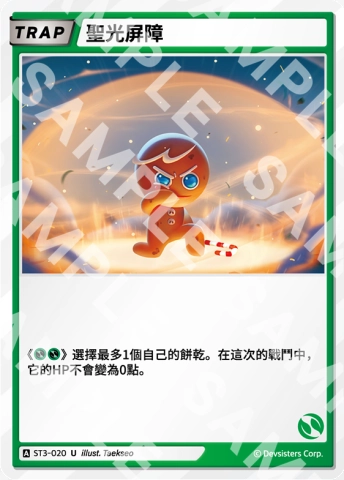 TRAP 聖光屏障
SAMPLE SAMPLE SAMPLE
《》選擇最多1個自己的餅乾。在這次的戰鬥中，
它的HP不會變為0點。
A ST3-020 U illust. Taekseo
© Devsisters Corp.